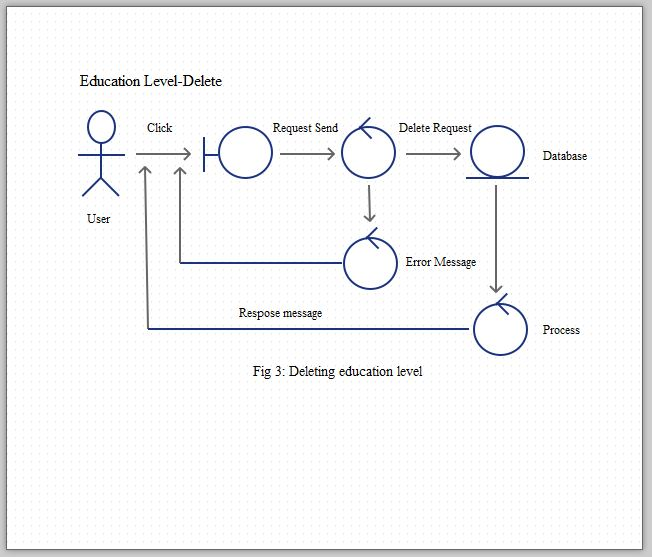 Education Level-Delete
Click
Request Send
Delete Request
Database
User
Error Message
Respose message
Process
Fig 3: Deleting education level